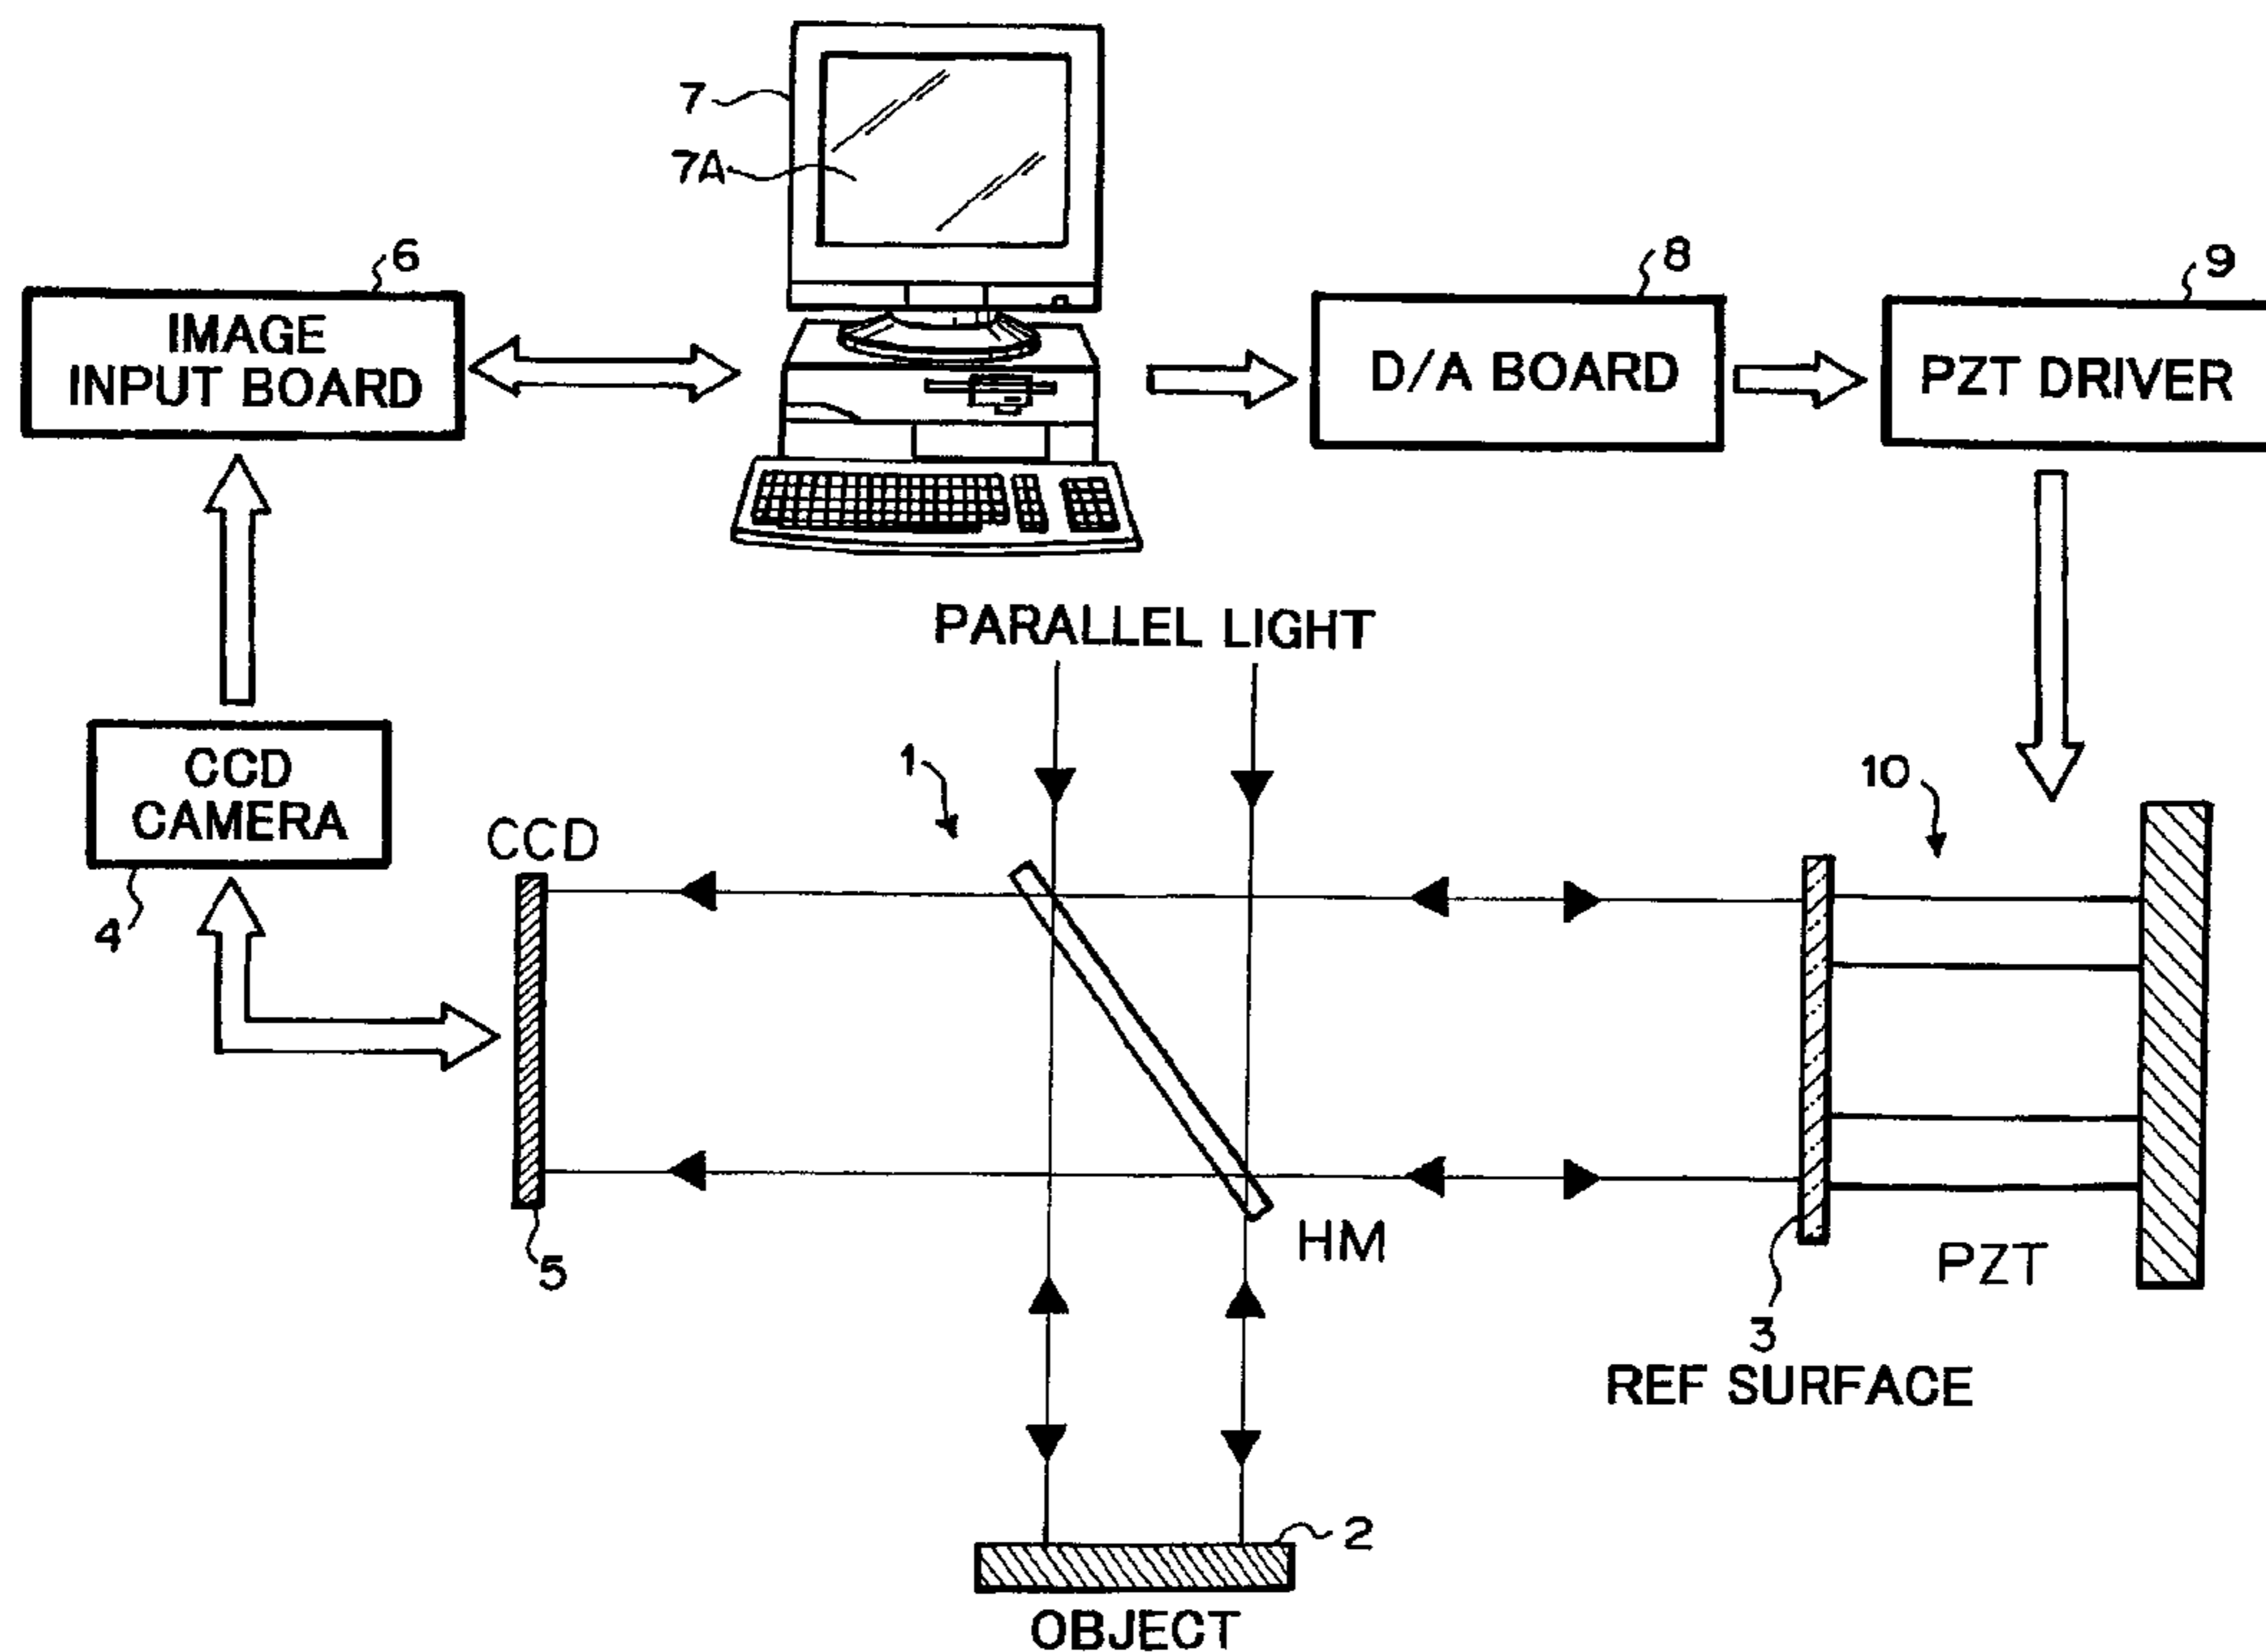 7
7A
6
IMAGE
INPUT BOARD
8
D/A BOARD
9
PZT DRIVER
PARALLEL LIGHT
CCD
CAMERA
4
CCD
1
10
5
HM
PZT
3
REF SURFACE
2
OBJECT